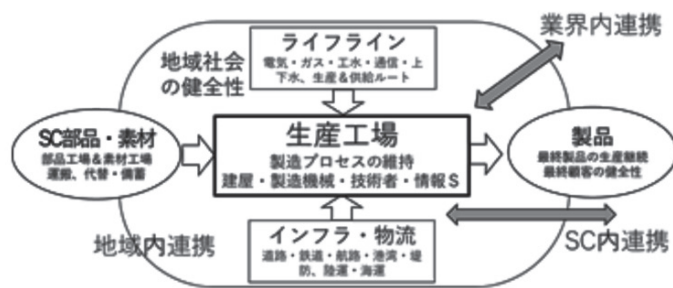 業界内連携
ライフライン
電気・ガス・工水・通信・上
下水、生産&供給ルート
地域社会
の健全性
SC部品・素材
部品工場&素材工場
運搬、代替・備蓄
生産工場
製造プロセスの維持
建屋・製造機械・技術者・情報S
製品
最終製品の生産継続
最終顧客の健全性
地域内連携
インフラ・物流
道路・鉄道・航路・港湾・堤
防、陸運・海運
SC内連携